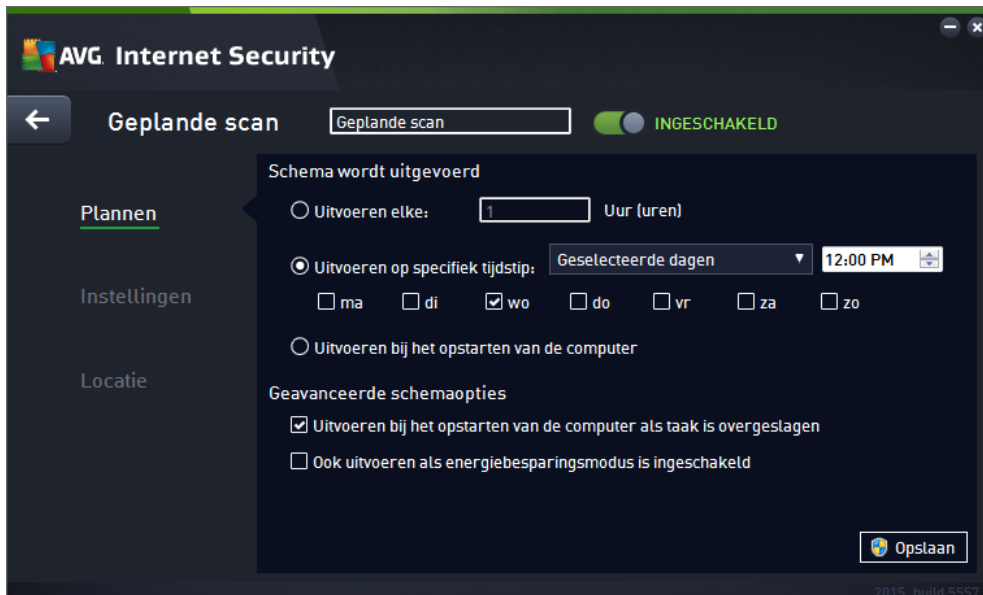 AVG. Internet Security
Geplande scan Geplande scan INGESCHAKELD
Schema wordt uitgevoerd
Plannen
Uitvoeren elke: 1 Uur (uren)
Uitvoeren op specifiek tijdstip: Geselecteerde dagen 12:00 PM
Instellingen
ma di wo do vr za zo
Uitvoeren bij het opstarten van de computer
Locatie
Geavanceerde schemaopties
Uitvoeren bij het opstarten van de computer als taak is overgeslagen
Ook uitvoeren als energiebesparingsmodus is ingeschakeld
Opslaan
2015, build 5557